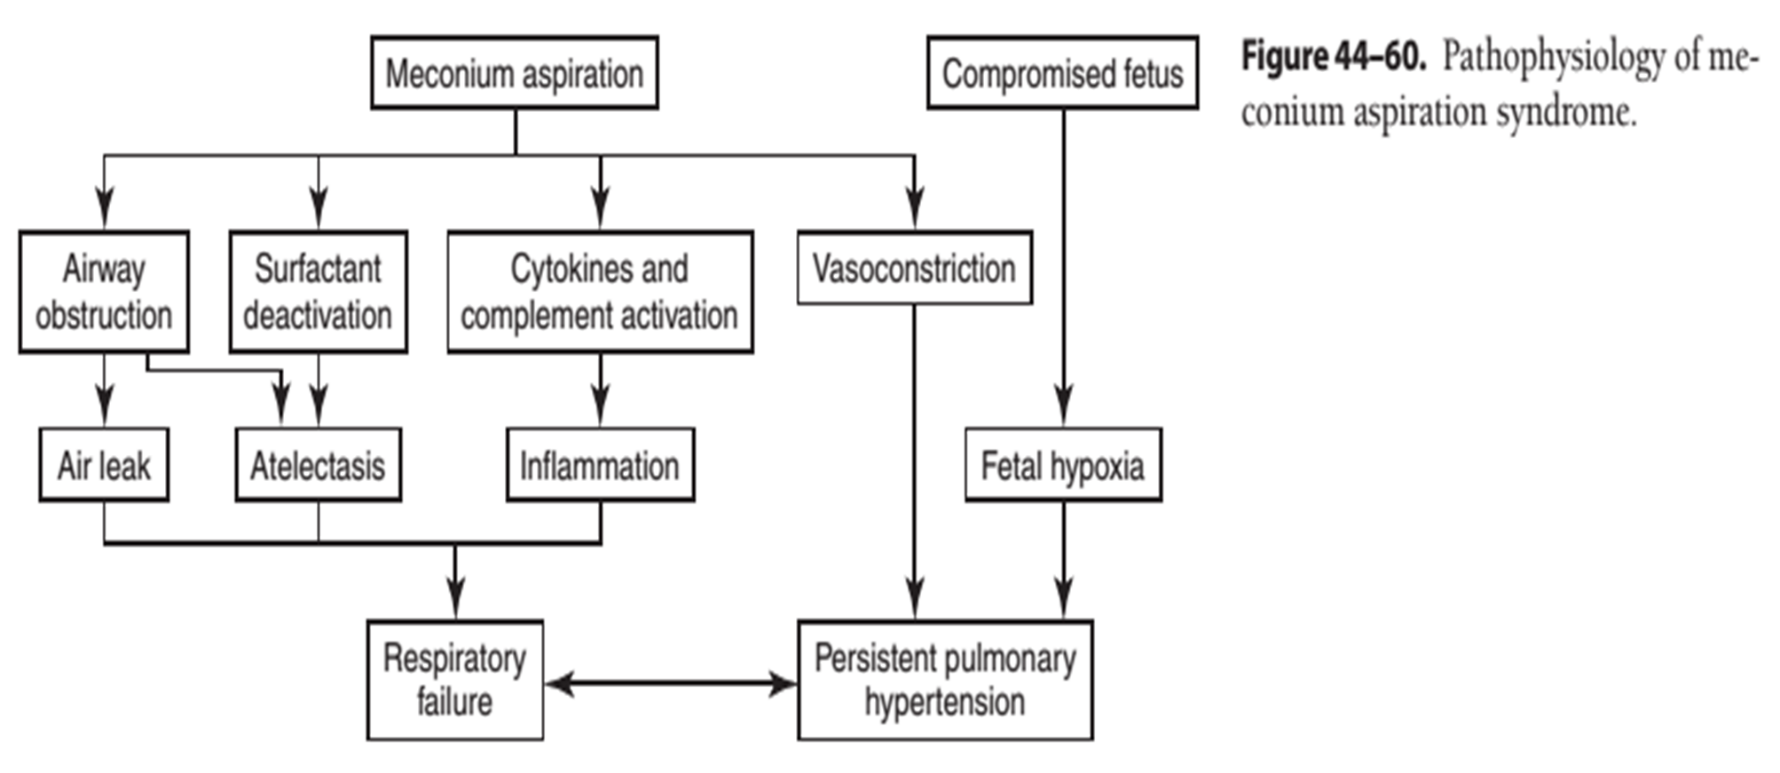 Meconium aspiration
Compromised fetus
Figure 44–60. Pathophysiology of me-
conium aspiration syndrome.
Airway
obstruction
Surfactant
deactivation
Cytokines and
complement activation
Vasoconstriction
Air leak
Atelectasis
Inflammation
Fetal hypoxia
Respiratory
failure
Persistent pulmonary
hypertension